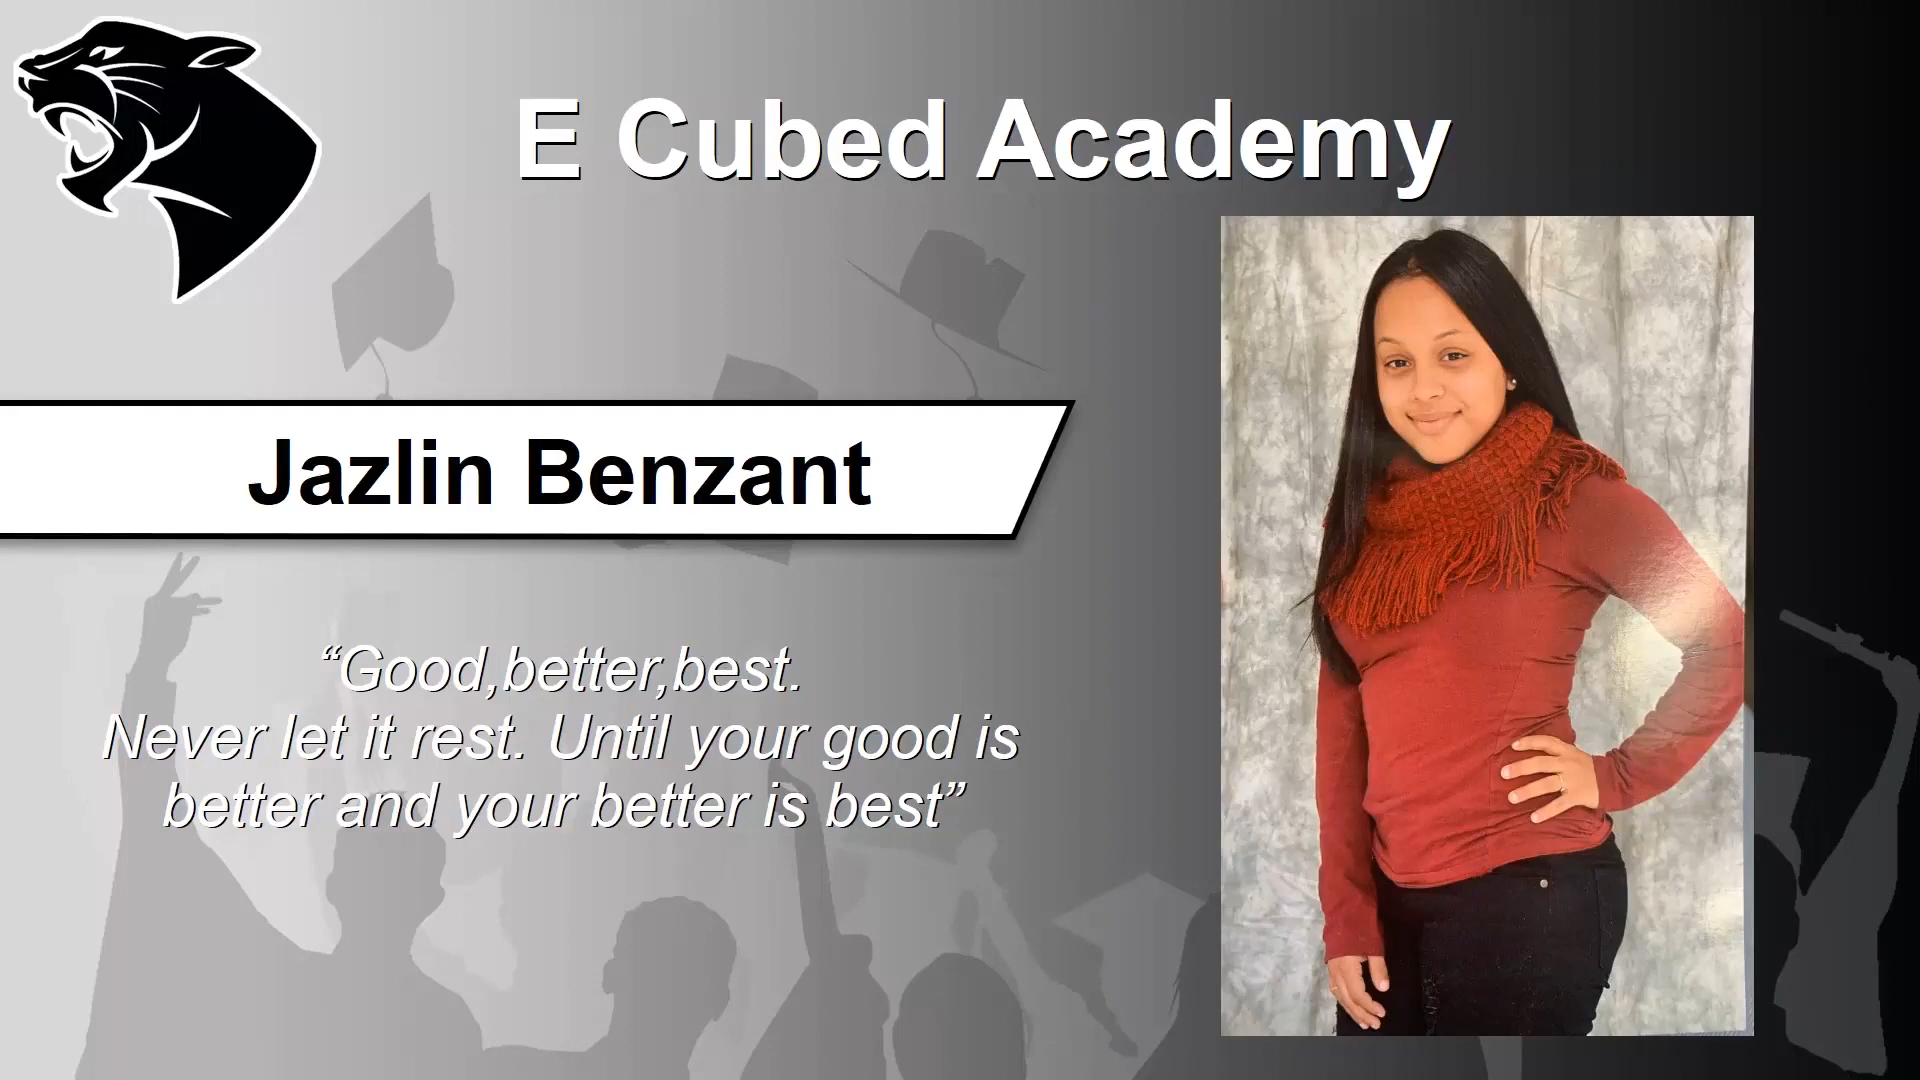 E Cubed Academy
Jazlin Benzant
“Good,better,best.
Never let it rest. Until your good is
better and your better is best”